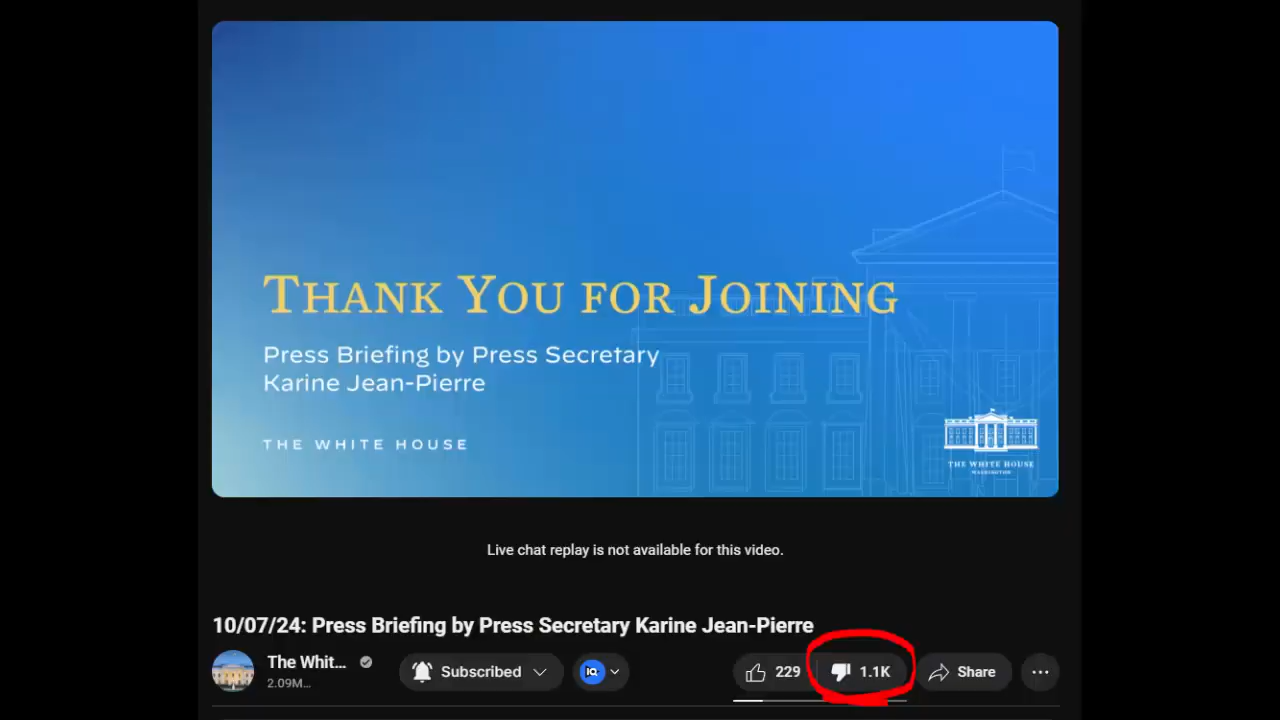 THANK YOU FOR JOINING
Press Briefing by Press Secretary
Karine Jean-Pierre
THE WHITE HOUSE
THE WHITE HOUSE
WASHINGTON
Live chat replay is not available for this video.
10/07/24: Press Briefing by Press Secretary Karine Jean-Pierre
The Whit...
2.09M...
Subscribed
IQ
229
1.1K
Share